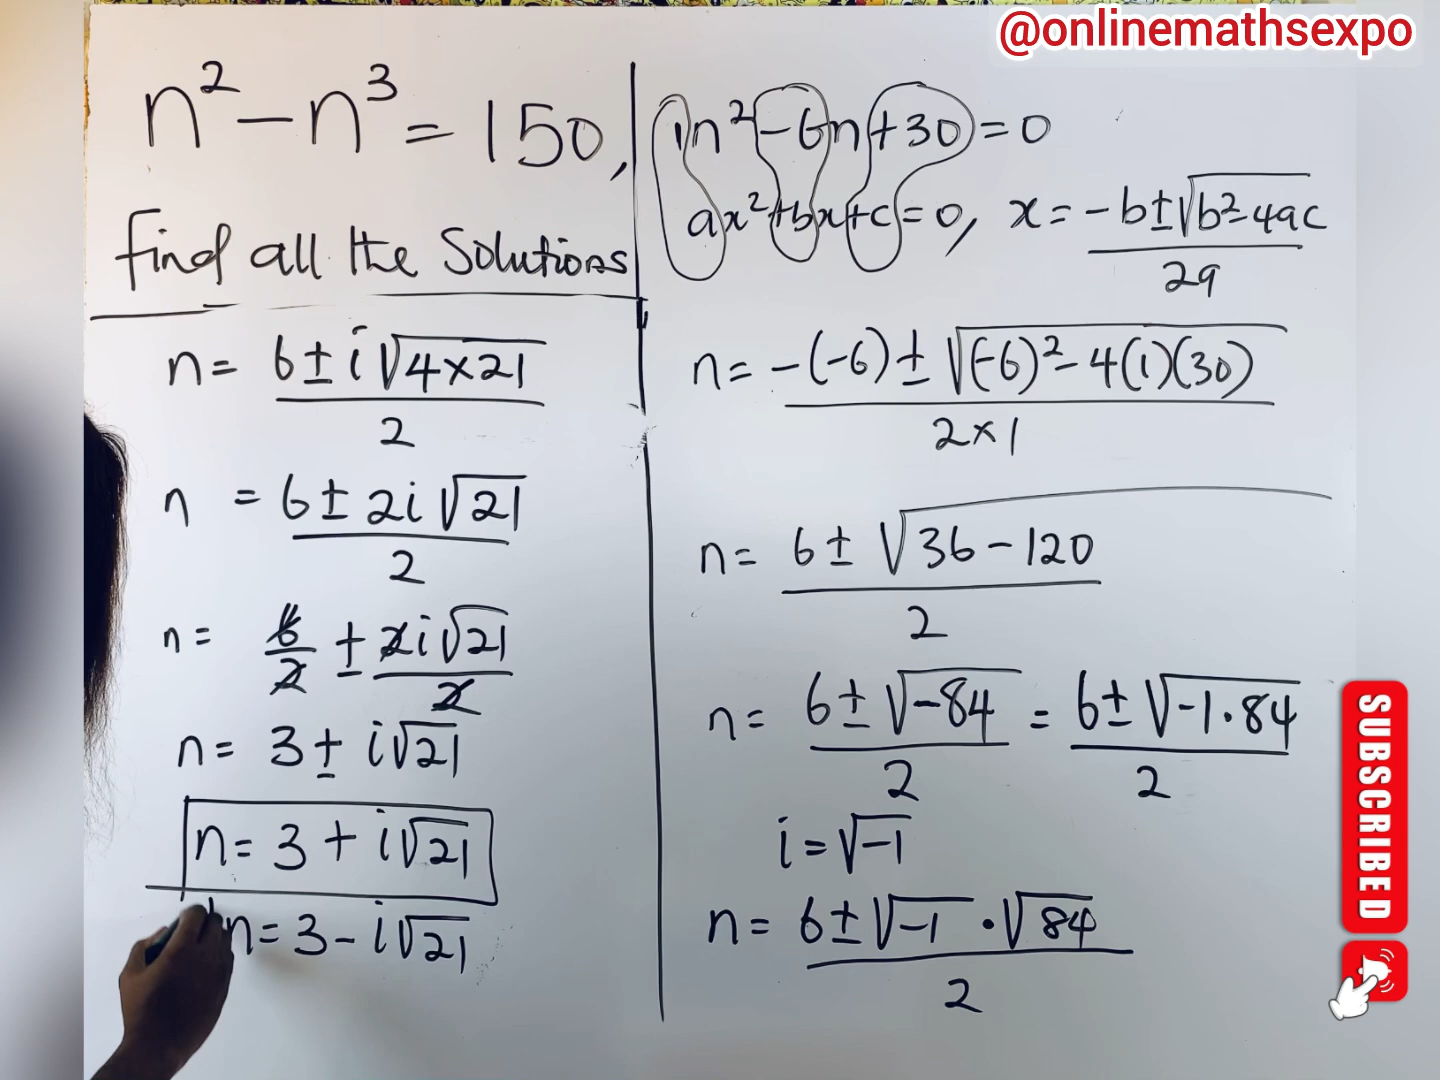 @onlinemathsexpo
n² - n³ = 150,
find all the Solutions
n = 6 ± i√4×21 / 2
n = 6 ± 2i√21 / 2
n = 6/2 ± 2i√21 / 2
n = 3 ± i√21
n = 3 + i√21
n = 3 - i√21
1n² - 6n + 30 = 0
ax² + bx + c = 0, x = -b ± √b² - 4ac / 2a
n = -(-6) ± √(-6)² - 4(1)(30) / 2 × 1
n = 6 ± √36 - 120 / 2
n = 6 ± √-84 / 2 = 6 ± √-1 · 84 / 2
i = √-1
n = 6 ± √-1 · √84 / 2
SUBSCRIBED